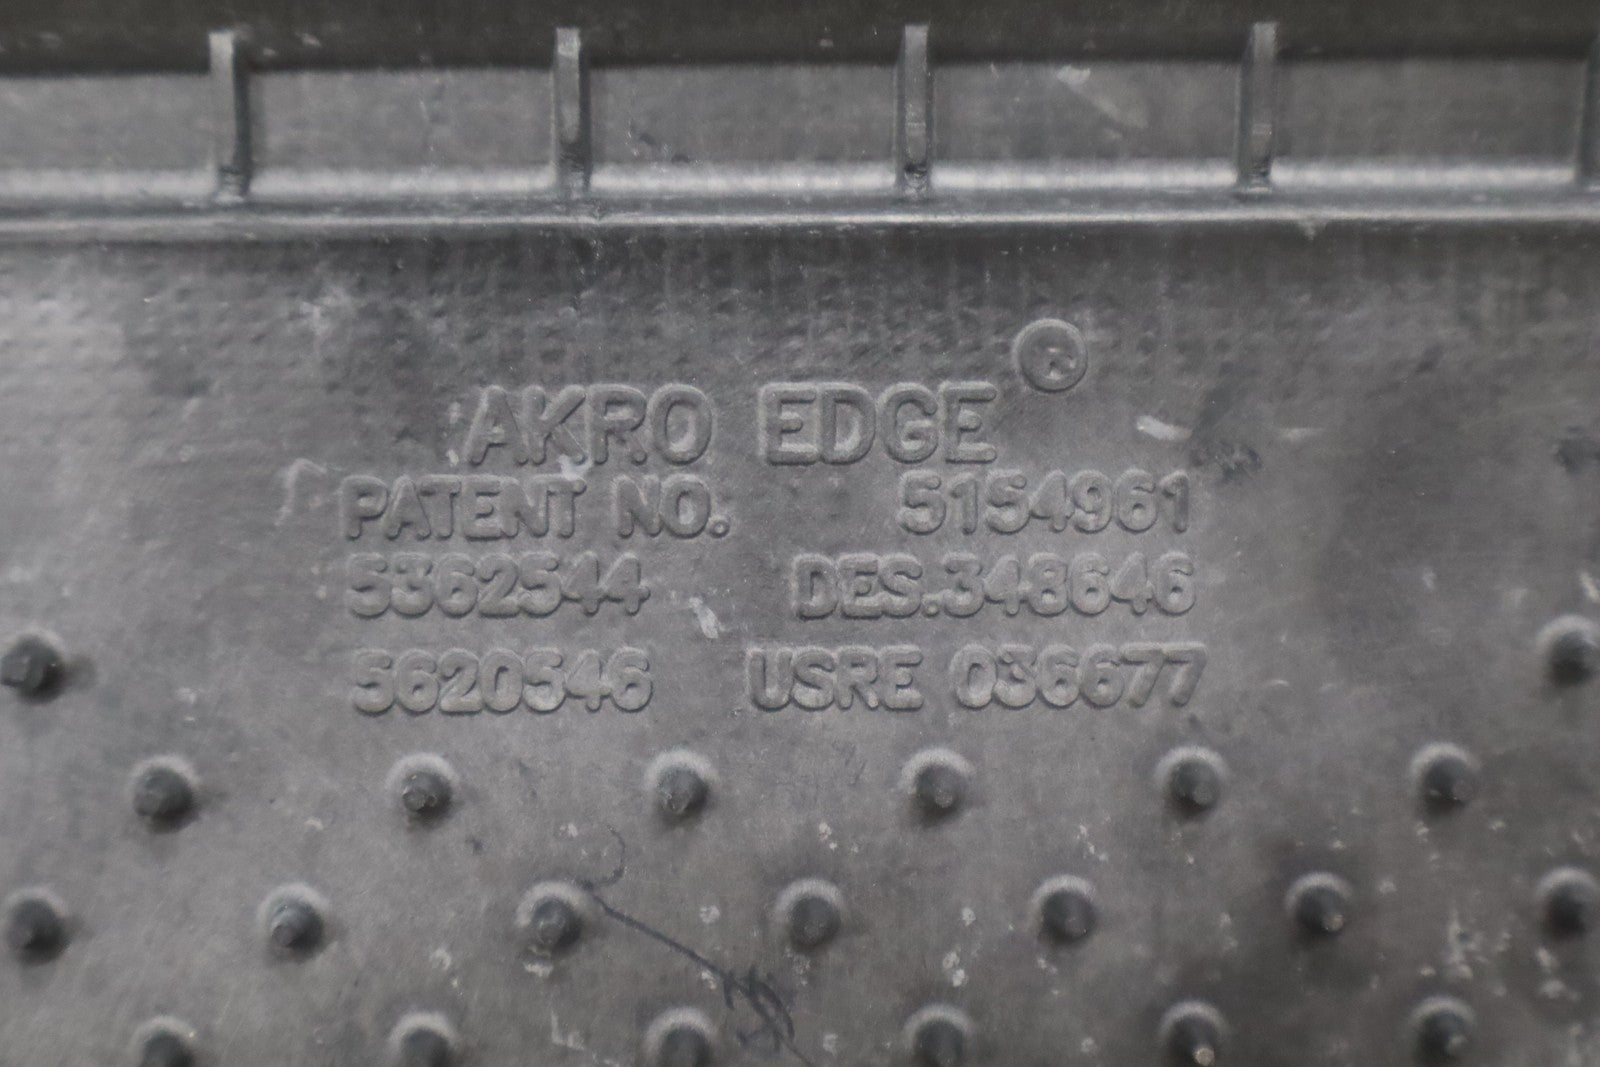 AKRO EDGE ®
PATENT NO. 5154961
5362544 DES.348646
5620546 USRE 036677